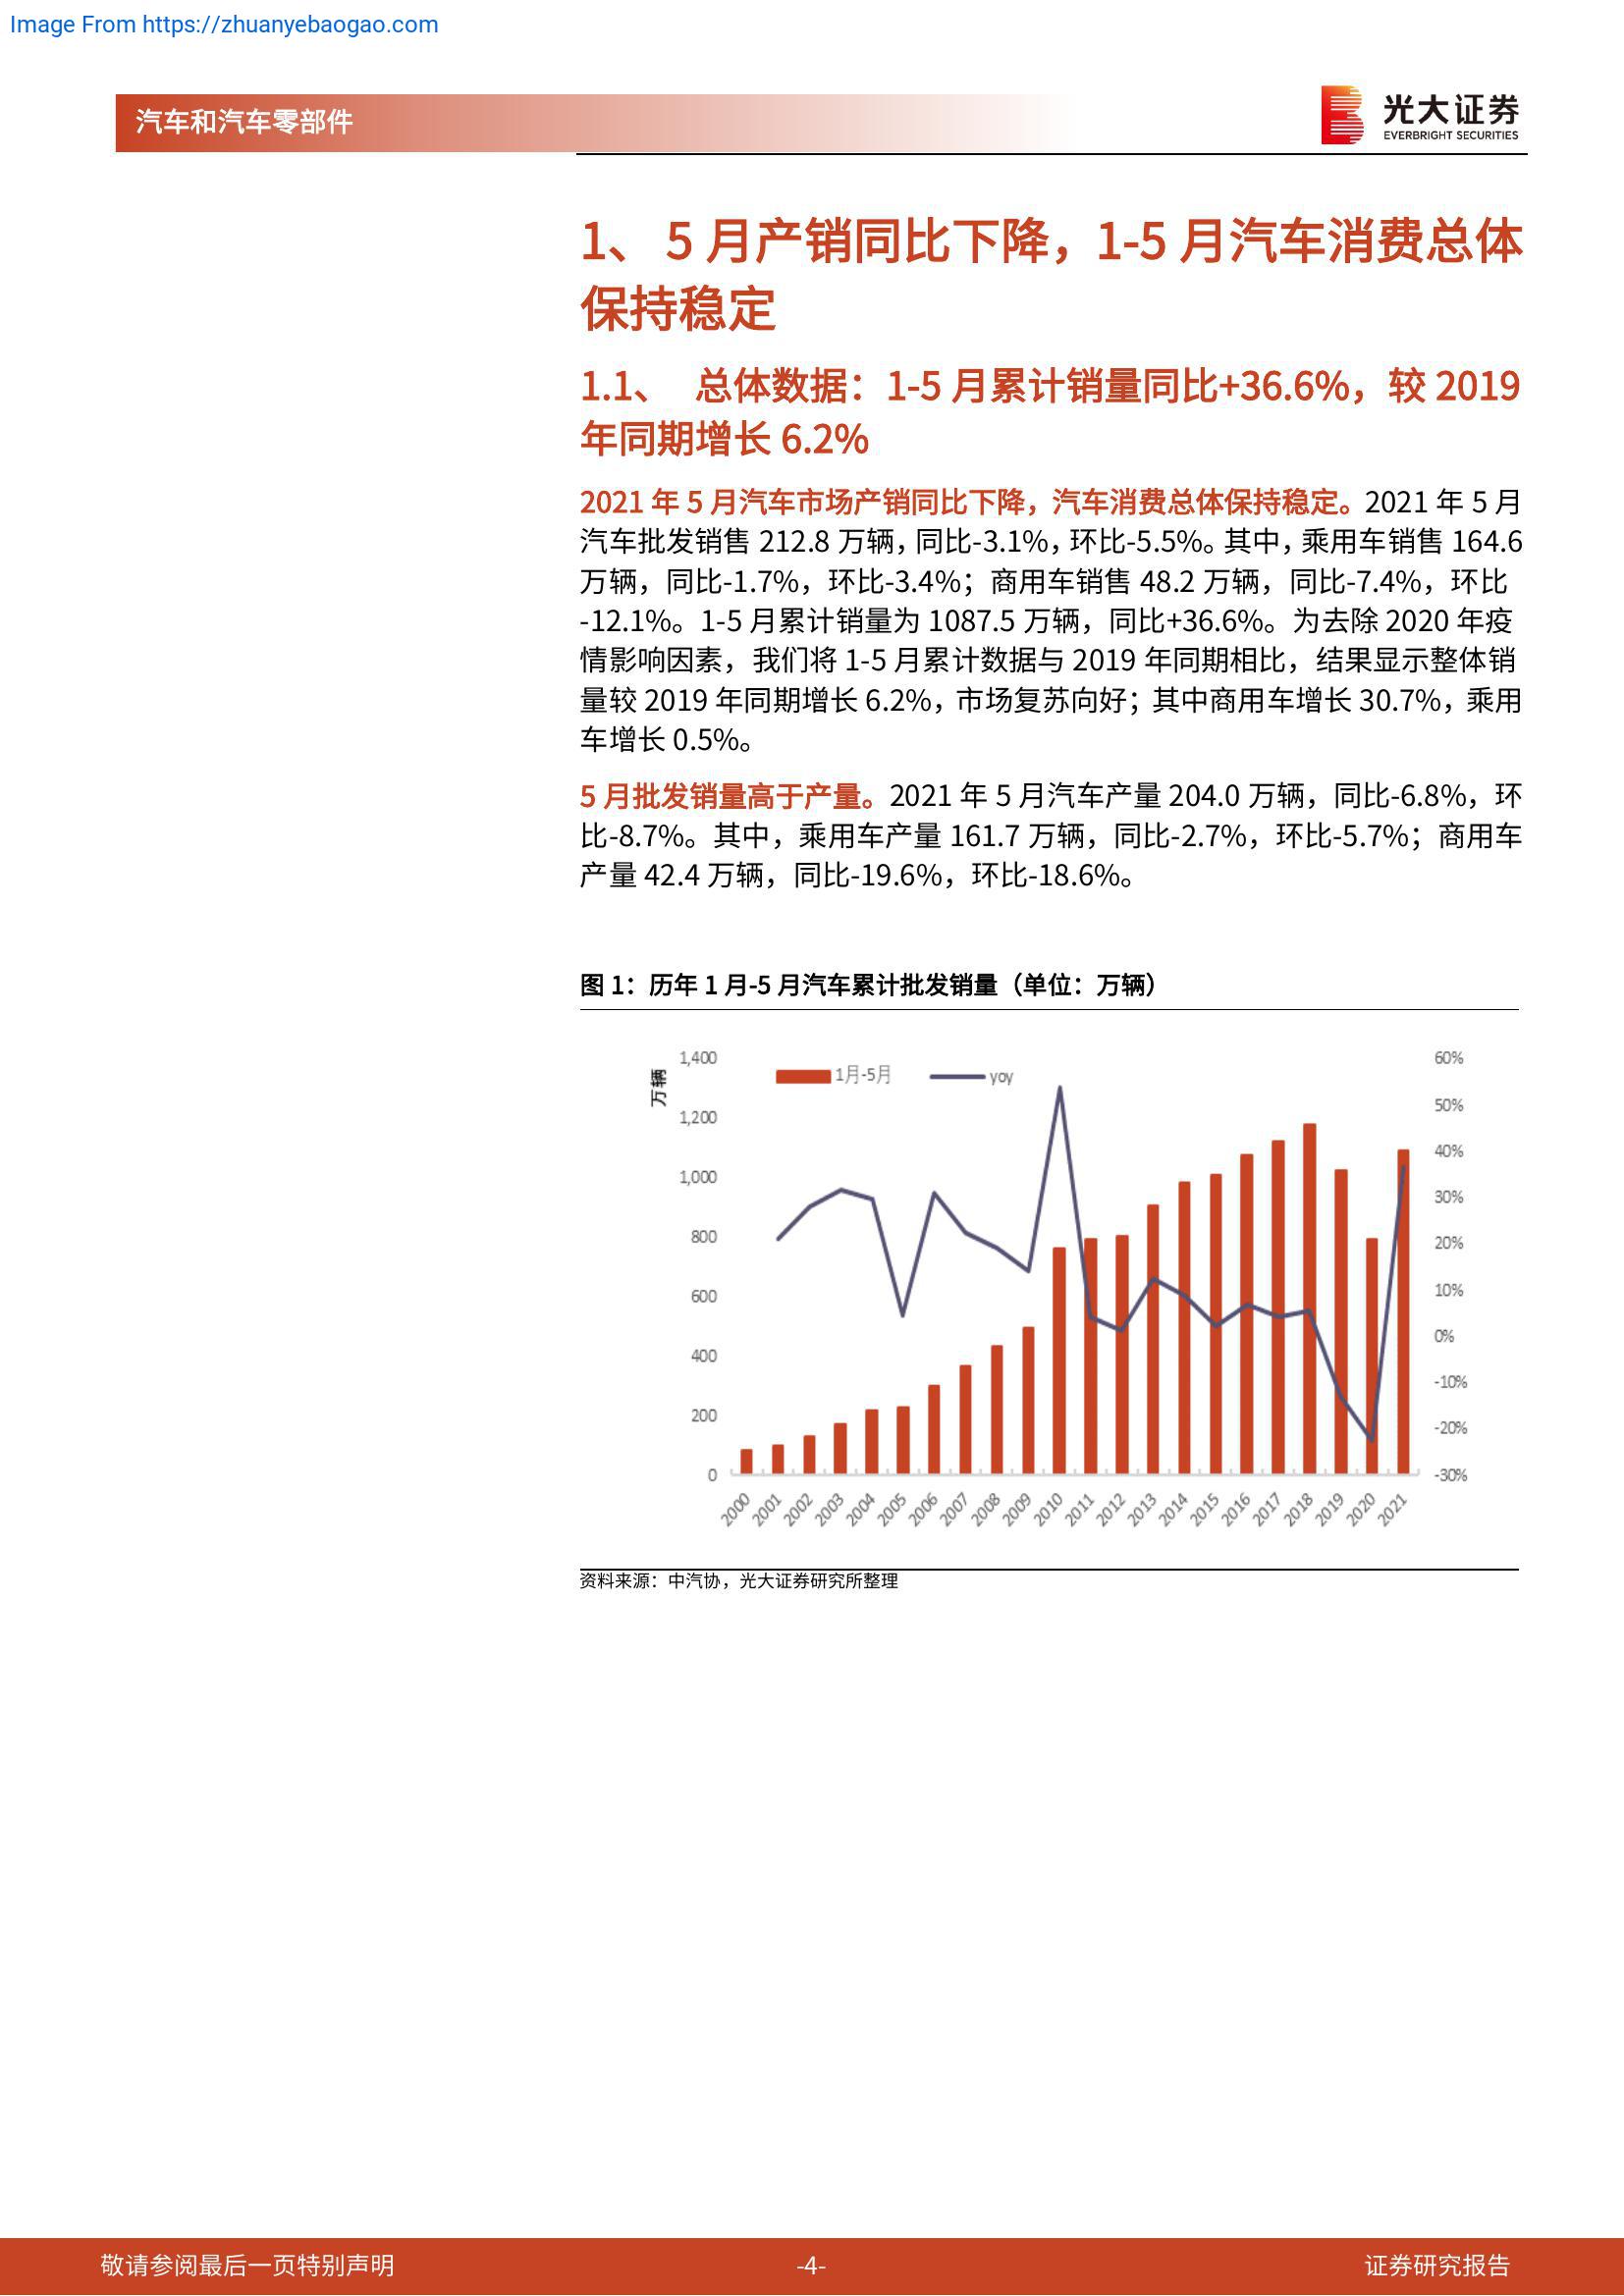 Image From https://zhuanyebaogao.com
汽车和汽车零部件
光大证券
EVERBRIGHT SECURITIES
1、 5 月产销同比下降，1-5 月汽车消费总体
保持稳定
1.1、 总体数据：1-5 月累计销量同比+36.6%，较 2019
年同期增长 6.2%
2021 年 5 月汽车市场产销同比下降，汽车消费总体保持稳定。2021 年 5 月
汽车批发销售 212.8 万辆，同比-3.1%，环比-5.5%。其中，乘用车销售 164.6
万辆，同比-1.7%，环比-3.4%；商用车销售 48.2 万辆，同比-7.4%，环比
-12.1%。1-5 月累计销量为 1087.5 万辆，同比+36.6%。为去除 2020 年疫
情影响因素，我们将 1-5 月累计数据与 2019 年同期相比，结果显示整体销
量较 2019 年同期增长 6.2%，市场复苏向好；其中商用车增长 30.7%，乘用
车增长 0.5%。
5 月批发销量高于产量。2021 年 5 月汽车产量 204.0 万辆，同比-6.8%，环
比-8.7%。其中，乘用车产量 161.7 万辆，同比-2.7%，环比-5.7%；商用车
产量 42.4 万辆，同比-19.6%，环比-18.6%。
图 1：历年 1 月-5 月汽车累计批发销量（单位：万辆）
万辆
1月-5月 yoy
1,400
1,200
1,000
800
600
400
200
0
60%
50%
40%
30%
20%
10%
0%
-10%
-20%
-30%
2000 2001 2002 2003 2004 2005 2006 2007 2008 2009 2010 2011 2012 2013 2014 2015 2016 2017 2018 2019 2020 2021
资料来源：中汽协，光大证券研究所整理
敬请参阅最后一页特别声明 -4- 证券研究报告